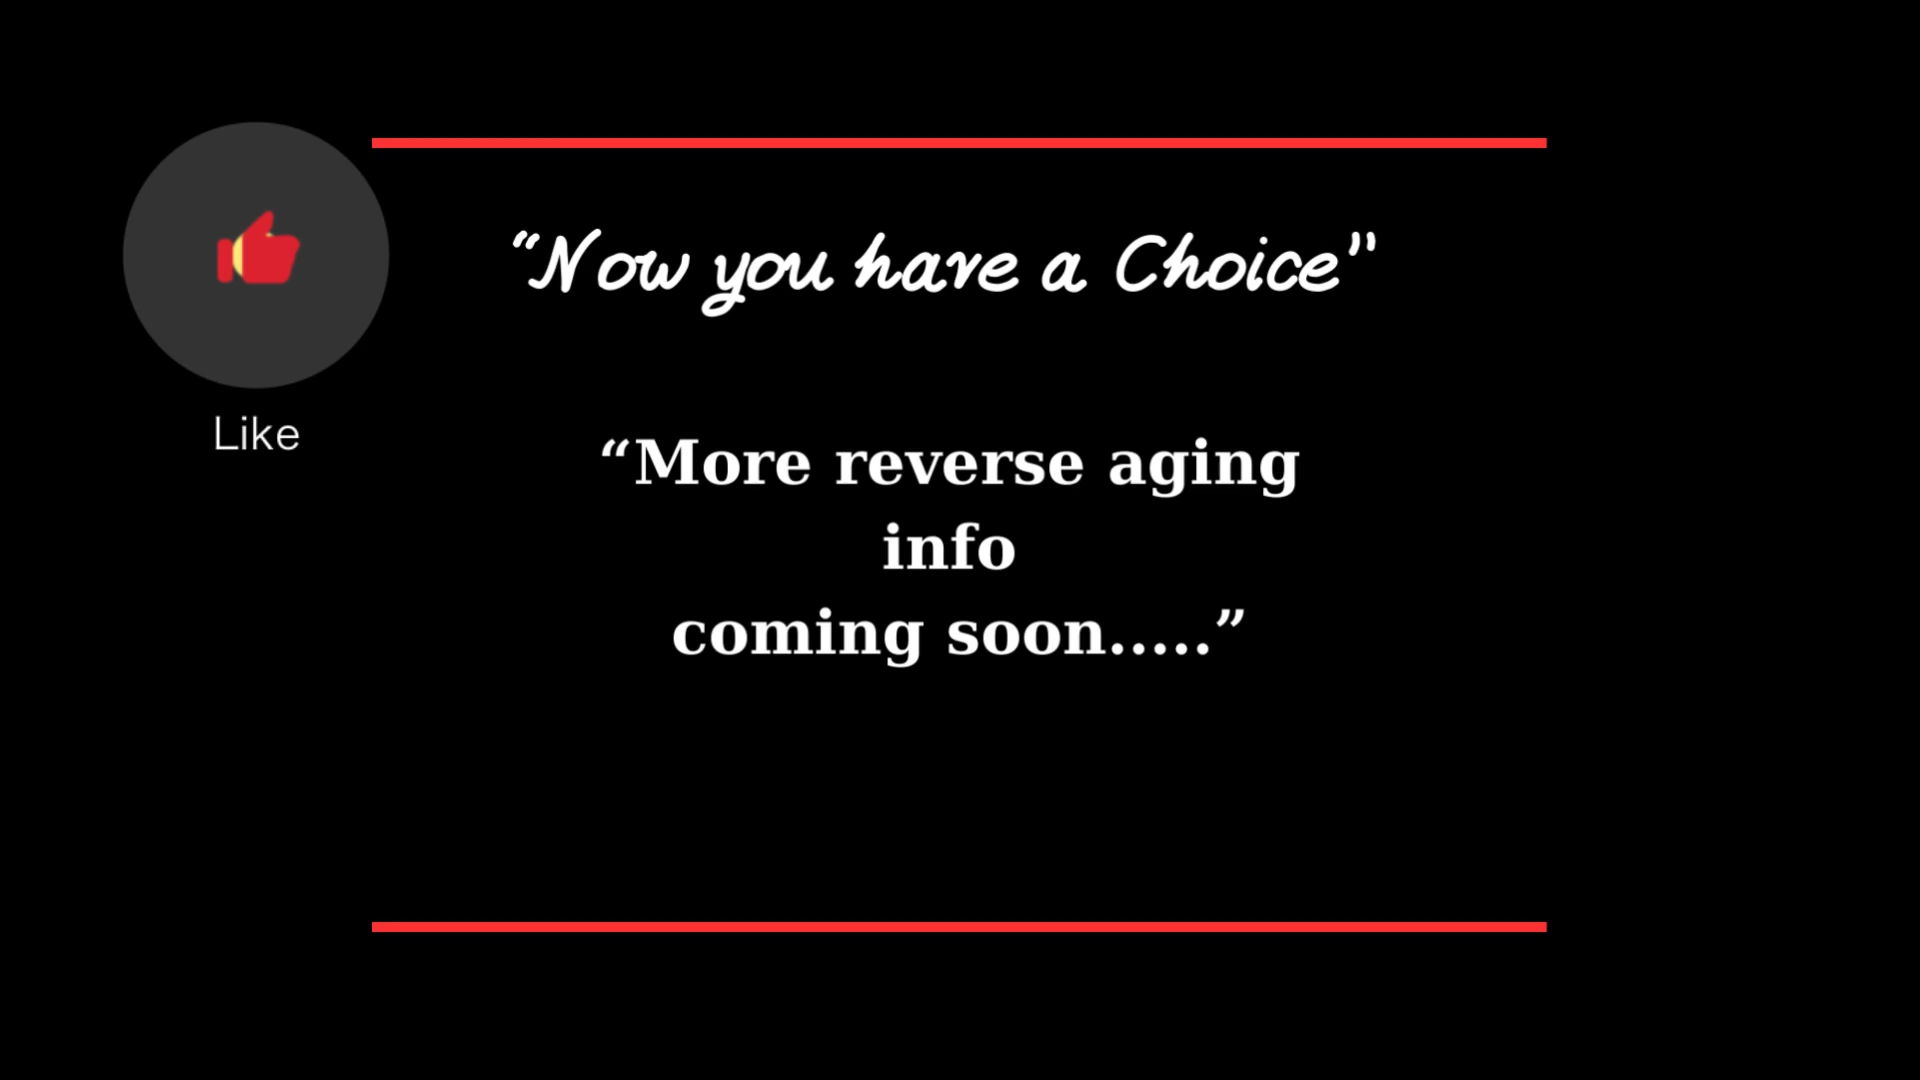 “Now you have a Choice”
Like
“More reverse aging
info
coming soon.....”